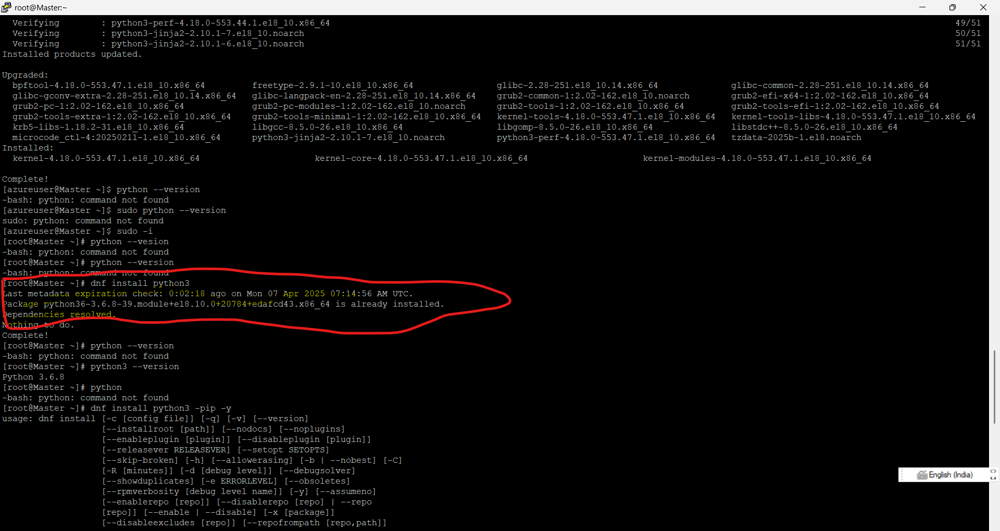 root@Master:~
Verifying : python3-perf-4.18.0-553.44.1.el8_10.x86_64 49/51
Verifying : python3-jinja2-2.10.1-7.el8_10.noarch 50/51
Verifying : python3-jinja2-2.10.1-6.el8_10.noarch 51/51
Installed products updated.
Upgraded:
bpftool-4.18.0-553.47.1.el8_10.x86_64 freetype-2.9.1-10.el8_10.x86_64 glibc-2.28-251.el8_10.14.x86_64 glibc-common-2.28-251.el8_10.14.x86_64
glibc-gconv-extra-2.28-251.el8_10.14.x86_64 glibc-langpack-en-2.28-251.el8_10.14.x86_64 grub2-common-1:2.02-162.el8_10.noarch grub2-efi-x64-1:2.02-162.el8_10.x86_64
grub2-pc-1:2.02-162.el8_10.x86_64 grub2-pc-modules-1:2.02-162.el8_10.noarch grub2-tools-1:2.02-162.el8_10.x86_64 grub2-tools-efi-1:2.02-162.el8_10.x86_64
grub2-tools-extra-1:2.02-162.el8_10.x86_64 grub2-tools-minimal-1:2.02-162.el8_10.x86_64 kernel-tools-4.18.0-553.47.1.el8_10.x86_64 kernel-tools-libs-4.18.0-553.47.1.el8_10.x86_64
krb5-libs-1.18.2-31.el8_10.x86_64 libgcc-8.5.0-26.el8_10.x86_64 libgomp-8.5.0-26.el8_10.x86_64 libstdc++-8.5.0-26.el8_10.x86_64
microcode_ctl-4:20250211-1.el8_10.x86_64 python3-jinja2-2.10.1-7.el8_10.noarch python3-perf-4.18.0-553.47.1.el8_10.x86_64 tzdata-2025b-1.el8.noarch
Installed:
kernel-4.18.0-553.47.1.el8_10.x86_64 kernel-core-4.18.0-553.47.1.el8_10.x86_64 kernel-modules-4.18.0-553.47.1.el8_10.x86_64
Complete!
[azureuser@Master ~]$ python --version
-bash: python: command not found
[azureuser@Master ~]$ sudo python --version
sudo: python: command not found
[azureuser@Master ~]$ sudo -i
[root@Master ~]# python --vesion
-bash: python: command not found
[root@Master ~]# python --version
-bash: python: command not found
[root@Master ~]# dnf install python3
Last metadata expiration check: 0:02:18 ago on Mon 07 Apr 2025 07:14:56 AM UTC.
Package python36-3.6.8-39.module+el8.10.0+20784+edafcd43.x86_64 is already installed.
Dependencies resolved.
Nothing to do.
Complete!
[root@Master ~]# python --version
-bash: python: command not found
[root@Master ~]# python3 --version
Python 3.6.8
[root@Master ~]# python
-bash: python: command not found
[root@Master ~]# dnf install python3 -pip -y
usage: dnf install [-c [config file]] [-q] [-v] [--version]
[--installroot [path]] [--nodocs] [--noplugins]
[--enableplugin [plugin]] [--disableplugin [plugin]]
[--releasever RELEASEVER] [--setopt SETOPTS]
[--skip-broken] [-h] [--allowerasing] [-b | --nobest] [-C]
[-R [minutes]] [-d [debug level]] [--debugsolver]
[--showduplicates] [-e ERRORLEVEL] [--obsoletes]
[--rpmverbosity [debug level name]] [-y] [--assumeno]
[--enablerepo [repo]] [--disablerepo [repo] | --repo
[repo]] [--enable | --disable] [-x [package]]
[--disableexcludes [repo]] [--repofrompath [repo,path]]
English (India)